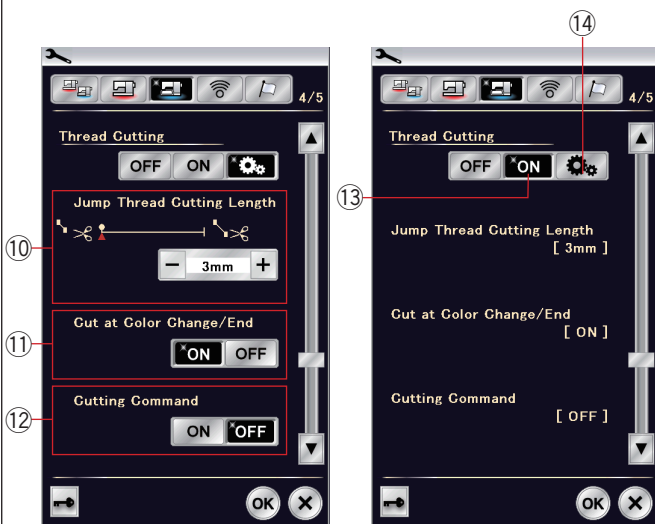 ⑭
4/5
Thread Cutting
OFF ON
⑩
Jump Thread Cutting Length
− 3mm +
⑪
Cut at Color Change/End
ON OFF
⑫
Cutting Command
ON OFF
OK X
4/5
Thread Cutting
OFF ON
⑬
Jump Thread Cutting Length
[ 3mm ]
Cut at Color Change/End
[ ON ]
Cutting Command
[ OFF ]
OK X